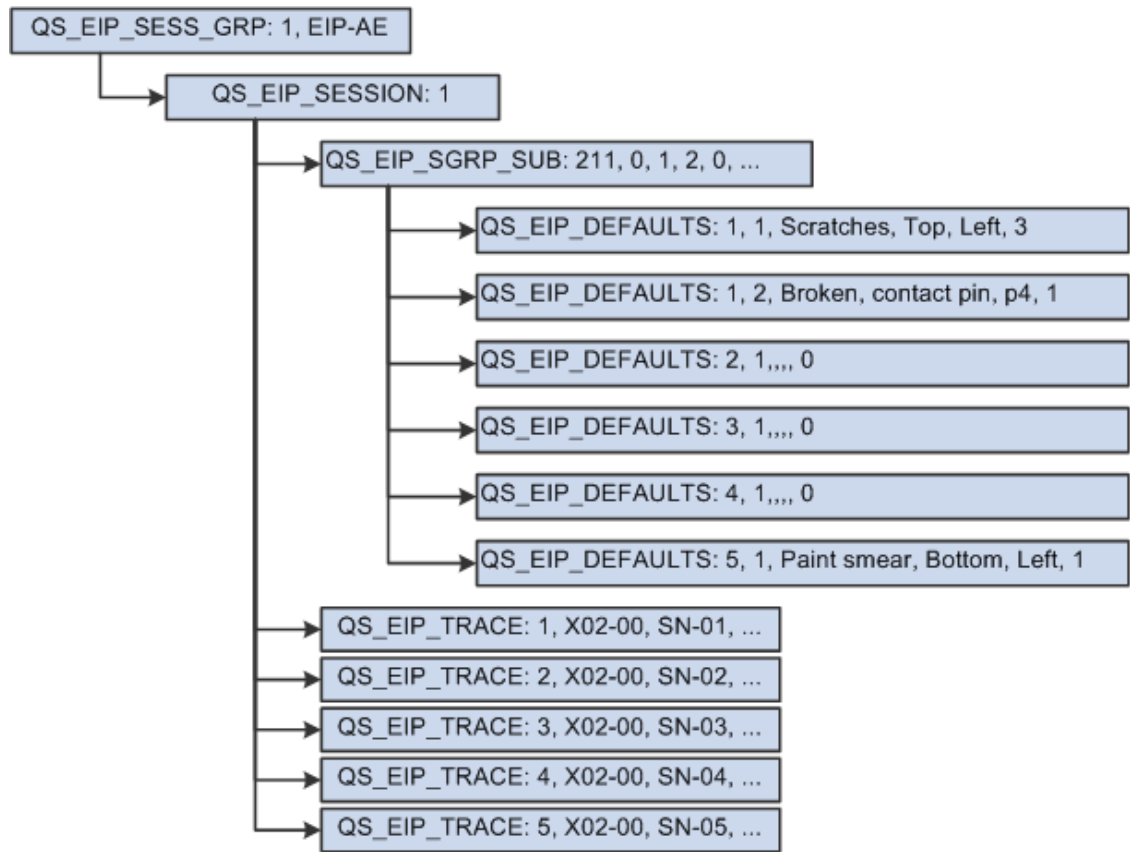 QS_EIP_SESS_GRP: 1, EIP-AE
QS_EIP_SESSION: 1
QS_EIP_SGRP_SUB: 211, 0, 1, 2, 0, ...
QS_EIP_DEFAULTS: 1, 1, Scratches, Top, Left, 3
QS_EIP_DEFAULTS: 1, 2, Broken, contact pin, p4, 1
QS_EIP_DEFAULTS: 2, 1,,,, 0
QS_EIP_DEFAULTS: 3, 1,,,, 0
QS_EIP_DEFAULTS: 4, 1,,,, 0
QS_EIP_DEFAULTS: 5, 1, Paint smear, Bottom, Left, 1
QS_EIP_TRACE: 1, X02-00, SN-01, ...
QS_EIP_TRACE: 2, X02-00, SN-02, ...
QS_EIP_TRACE: 3, X02-00, SN-03, ...
QS_EIP_TRACE: 4, X02-00, SN-04, ...
QS_EIP_TRACE: 5, X02-00, SN-05, ...